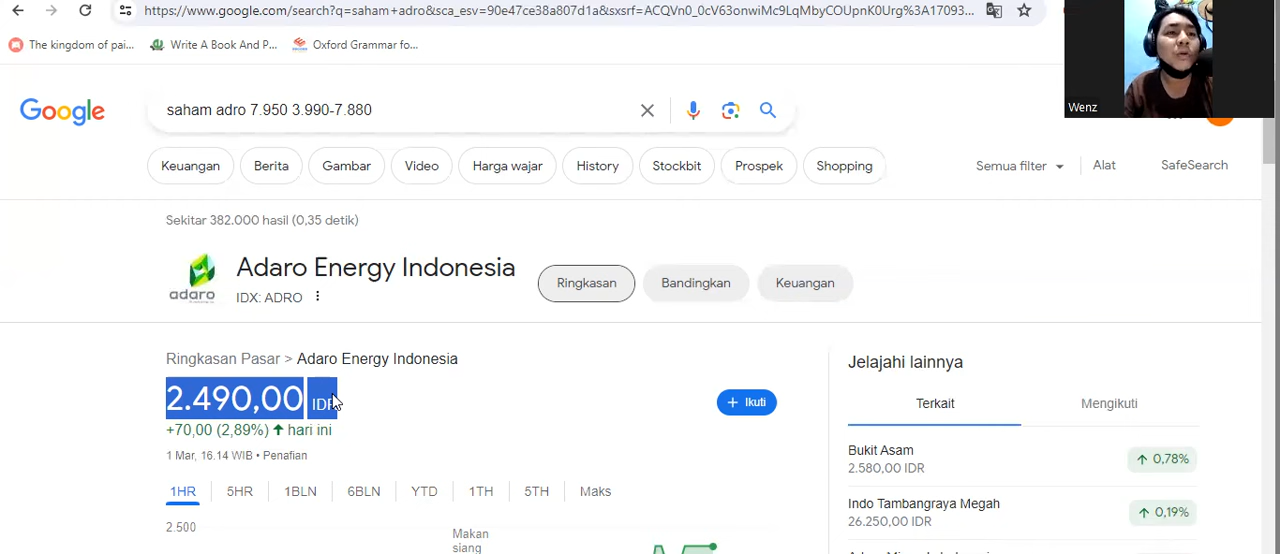 https://www.google.com/search?q=saham+adro&sca_esv=90e47ce38a807d1a&sxsrf=ACQVn0_0cV63onwiMc9LqMbyCOUpnK0Urg%3A17093...
The kingdom of pai...
Write A Book And P...
Oxford Grammar fo...
Wenz
Google
saham adro 7.950 3.990-7.880
Keuangan
Berita
Gambar
Video
Harga wajar
History
Stockbit
Prospek
Shopping
Semua filter
Alat
SafeSearch
Sekitar 382.000 hasil (0,35 detik)
adaro
Adaro Energy Indonesia
IDX: ADRO
Ringkasan
Bandingkan
Keuangan
Ringkasan Pasar > Adaro Energy Indonesia
2.490,00 IDR
+ Ikuti
+70,00 (2,89%) ↑ hari ini
1 Mar, 16.14 WIB • Penafian
1HR
5HR
1BLN
6BLN
YTD
1TH
5TH
Maks
2.500
Makan
siang
Jelajahi lainnya
Terkait
Mengikuti
Bukit Asam
2.580,00 IDR
↑ 0,78%
Indo Tambangraya Megah
26.250,00 IDR
↑ 0,19%